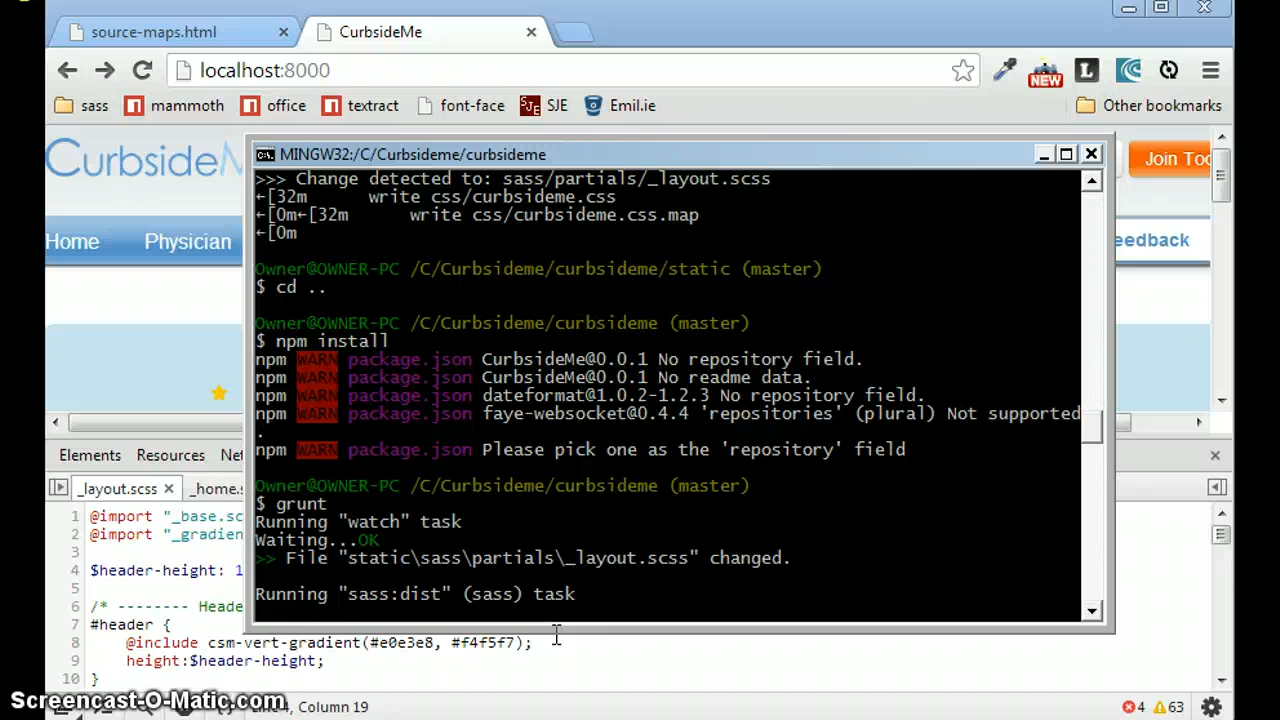 source-maps.html
CurbsideMe
localhost:8000
NEW
L
sass
mammoth
office
textract
font-face
SJE
Emil.ie
Other bookmarks
CurbsideM
Join Too
Home
Physician
eedback
MINGW32:/C/Curbsideme/curbsideme
>>> Change detected to: sass/partials/_layout.scss
←[32m      write css/curbsideme.css
←[0m←[32m      write css/curbsideme.css.map
←[0m
Owner@OWNER-PC /C/Curbsideme/curbsideme/static (master)
$ cd ..
Owner@OWNER-PC /C/Curbsideme/curbsideme (master)
$ npm install
npm WARN package.json CurbsideMe@0.0.1 No repository field.
npm WARN package.json CurbsideMe@0.0.1 No readme data.
npm WARN package.json dateformat@1.0.2-1.2.3 No repository field.
npm WARN package.json faye-websocket@0.4.4 'repositories' (plural) Not supported
.
npm WARN package.json Please pick one as the 'repository' field
Owner@OWNER-PC /C/Curbsideme/curbsideme (master)
$ grunt
Running "watch" task
Waiting...OK
>> File "static\sass\partials\_layout.scss" changed.
Running "sass:dist" (sass) task
Elements
Resources
Net
_layout.scss
_home.s
1 @import "_base.sc
2 @import "_gradien
3
4 $header-height: 1
5
6 /* -------- Heade
7 #header {
8 @include csm-vert-gradient(#e0e3e8, #f4f5f7);
9 height:$header-height;
10 }
Screencast-O-Matic.com
Column 19
4
63